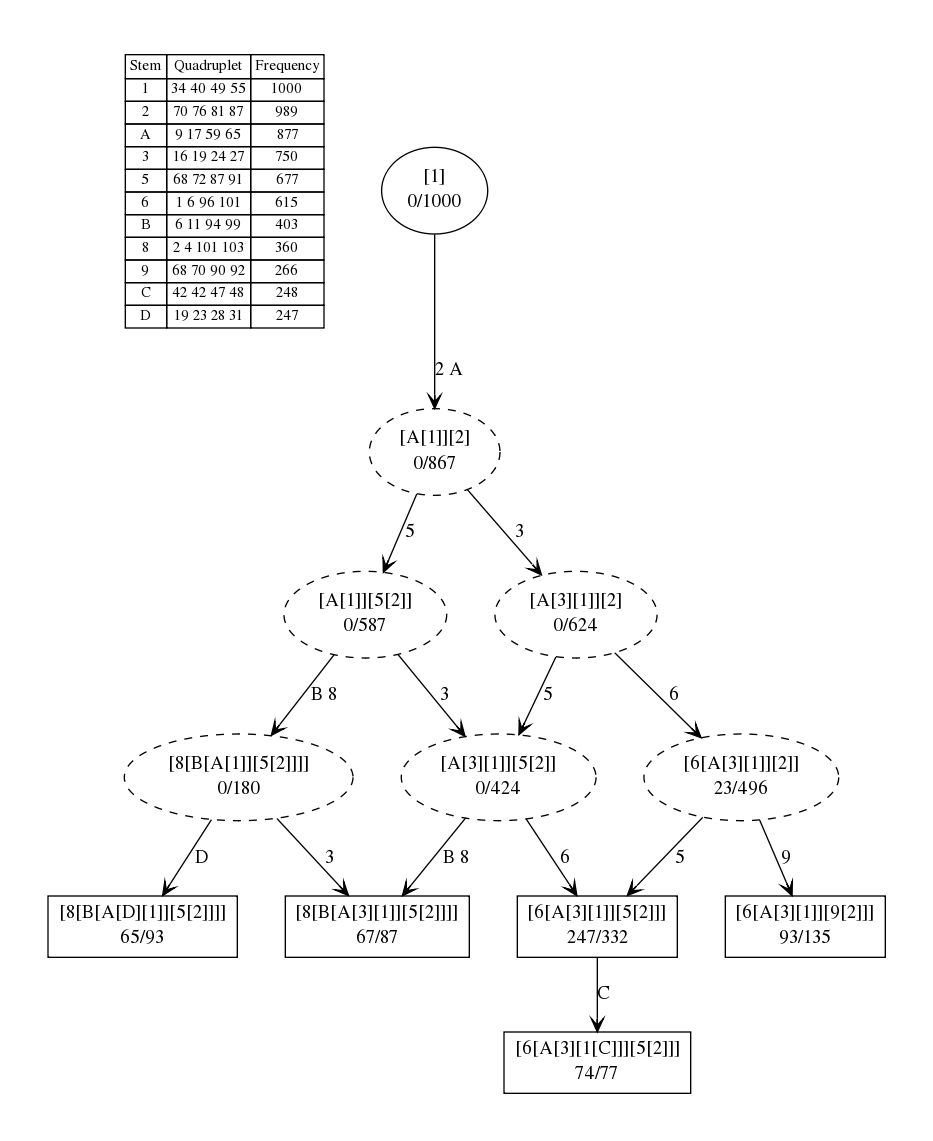 Stem Quadruplet Frequency
1 34 40 49 55 1000
2 70 76 81 87 989
A 9 17 59 65 877
3 16 19 24 27 750
5 68 72 87 91 677
6 1 6 96 101 615
B 6 11 94 99 403
8 2 4 101 103 360
9 68 70 90 92 266
C 42 42 47 48 248
D 19 23 28 31 247
[1]
0/1000
2 A
[A[1]][2]
0/867
5
3
[A[1]][5[2]]
0/587
[A[3][1]][2]
0/624
B 8
3
5
6
[8[B[A[1]][5[2]]]]
0/180
[A[3][1]][5[2]]
0/424
[6[A[3][1]][2]]
23/496
D
3
B 8
6
5
9
[8[B[A[D][1]][5[2]]]]
65/93
[8[B[A[3][1]][5[2]]]]
67/87
[6[A[3][1]][5[2]]]
247/332
[6[A[3][1]][9[2]]]
93/135
C
[6[A[3][1[C]]][5[2]]]
74/77